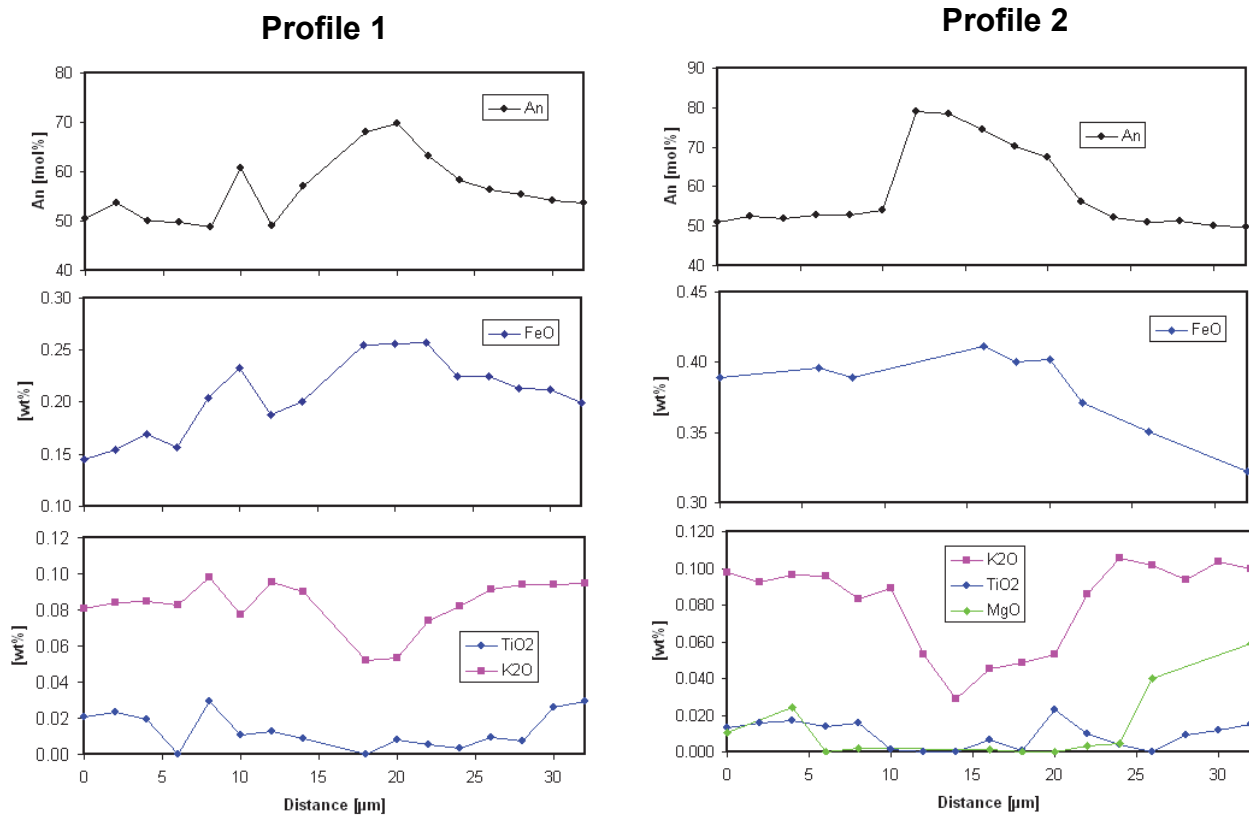 Profile 1
80
70
60
50
40
An [mol%]
An
0.30
0.25
0.20
0.15
0.10
[wt%]
FeO
0.12
0.10
0.08
0.06
0.04
0.02
0.00
[wt%]
TiO2
K2O
0 5 10 15 20 25 30
Distance [µm]
Profile 2
90
80
70
60
50
40
An [mol%]
An
0.45
0.40
0.35
0.30
[wt%]
FeO
0.120
0.100
0.080
0.060
0.040
0.020
0.000
[wt%]
K2O
TiO2
MgO
0 5 10 15 20 25 30
Distance [µm]